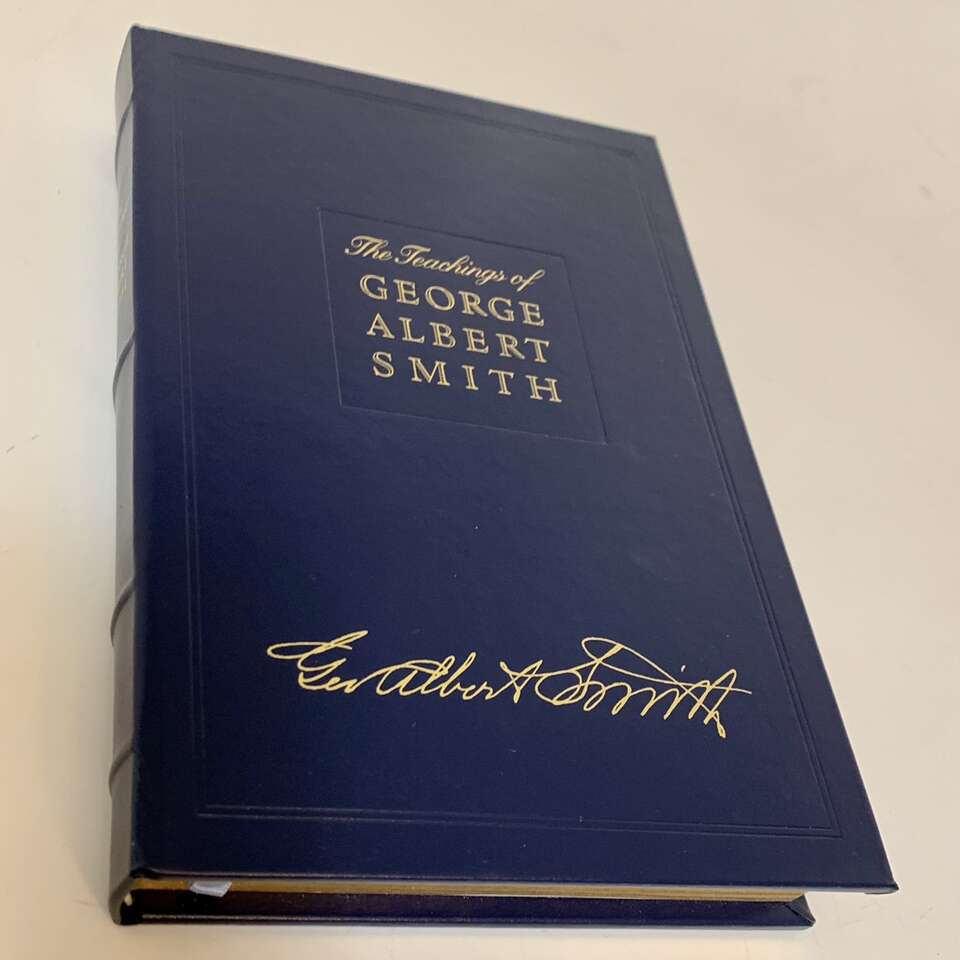 The Teachings of
GEORGE
ALBERT
SMITH
Geo Albert Smith